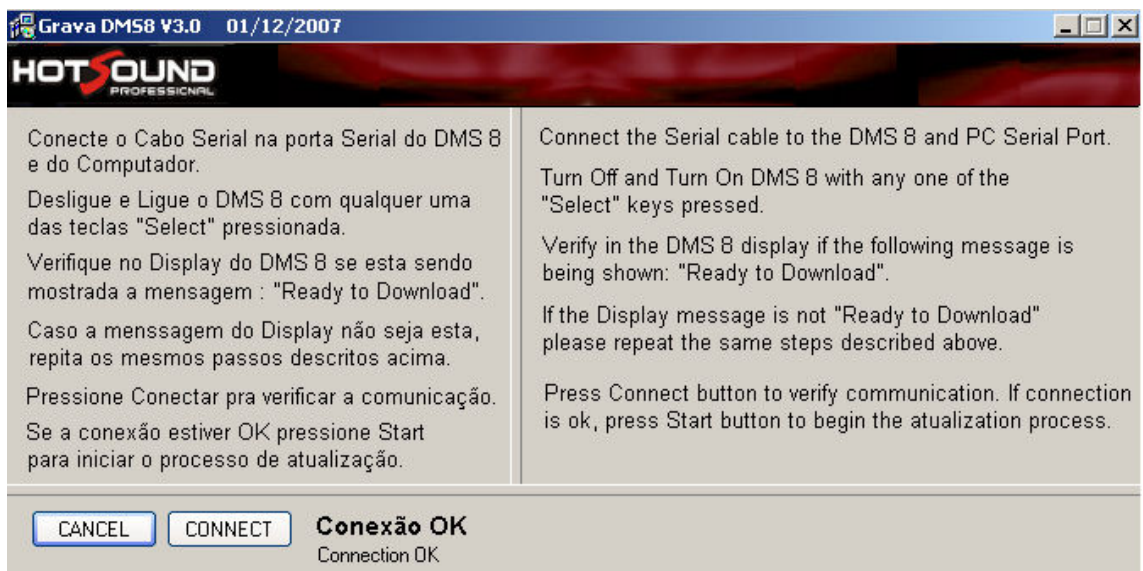 Grava DMS8 V3.0 01/12/2007
HOT SOUND
PROFESSIONAL
Conecte o Cabo Serial na porta Serial do DMS 8
e do Computador.
Desligue e Ligue o DMS 8 com qualquer uma
das teclas "Select" pressionada.
Verifique no Display do DMS 8 se esta sendo
mostrada a mensagem : "Ready to Download".
Caso a menssagem do Display não seja esta,
repita os mesmos passos descritos acima.
Pressione Conectar pra verificar a comunicação.
Se a conexão estiver OK pressione Start
para iniciar o processo de atualização.
Connect the Serial cable to the DMS 8 and PC Serial Port.
Turn Off and Turn On DMS 8 with any one of the
"Select" keys pressed.
Verify in the DMS 8 display if the following message is
being shown: "Ready to Download".
If the Display message is not "Ready to Download"
please repeat the same steps described above.
Press Connect button to verify communication. If connection
is ok, press Start button to begin the atualization process.
CANCEL
CONNECT
Conexão OK
Connection OK